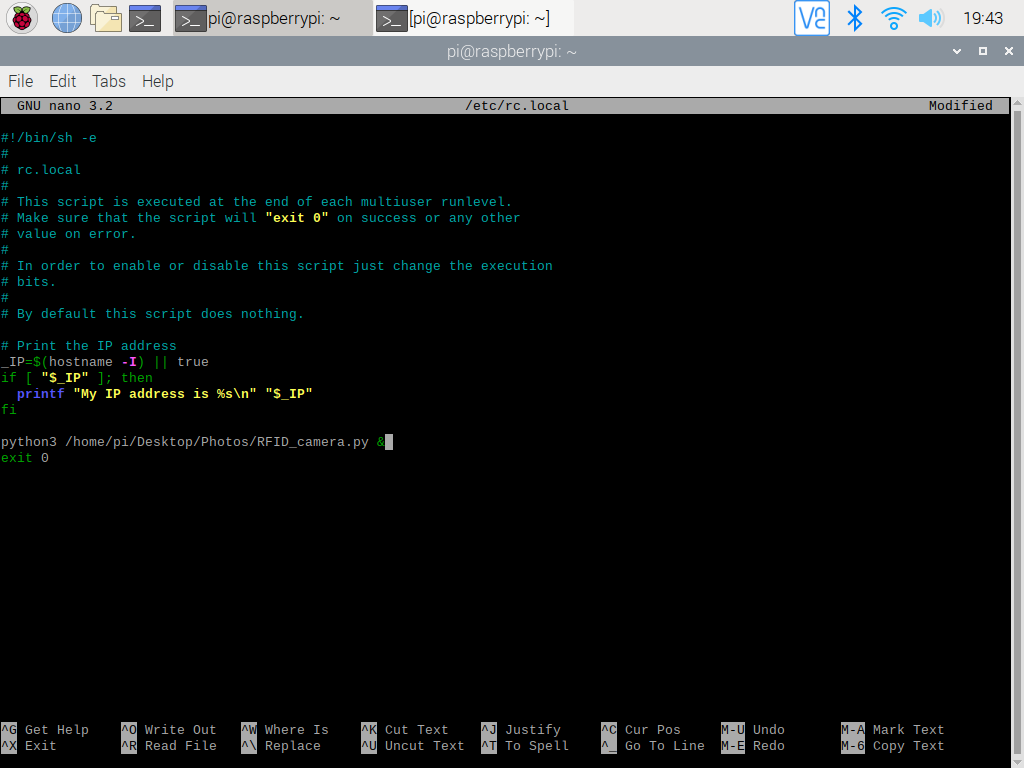 pi@raspberrypi: ~ [pi@raspberrypi: ~] 19:43
pi@raspberrypi: ~
File Edit Tabs Help
GNU nano 3.2 /etc/rc.local Modified
#!/bin/sh -e
#
# rc.local
#
# This script is executed at the end of each multiuser runlevel.
# Make sure that the script will "exit 0" on success or any other
# value on error.
#
# In order to enable or disable this script just change the execution
# bits.
#
# By default this script does nothing.
# Print the IP address
_IP=$(hostname -I) || true
if [ "$_IP" ]; then
  printf "My IP address is %s\n" "$_IP"
fi
python3 /home/pi/Desktop/Photos/RFID_camera.py &
exit 0
^G Get Help ^O Write Out ^W Where Is ^K Cut Text ^J Justify ^C Cur Pos M-U Undo M-A Mark Text
^X Exit ^R Read File ^\ Replace ^U Uncut Text ^T To Spell ^_ Go To Line M-E Redo M-6 Copy Text